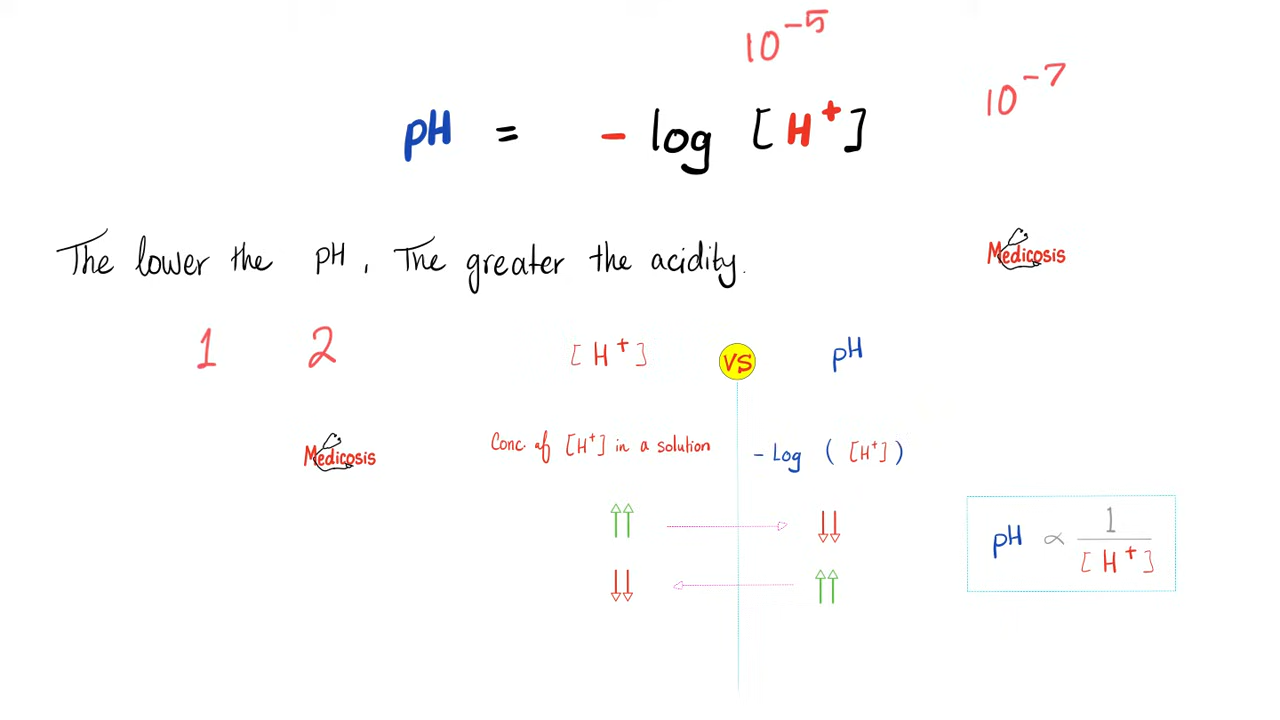 10⁻⁵
10⁻⁷
pH = - log [H⁺]
The lower the pH, The greater the acidity.
Medicosis
1 2
[H⁺] VS pH
Conc. of [H⁺] in a solution
- Log ([H⁺])
Medicosis
↑↑ → ↓↓
↓↓ ← ↑↑
pH ∝ 1 / [H⁺]